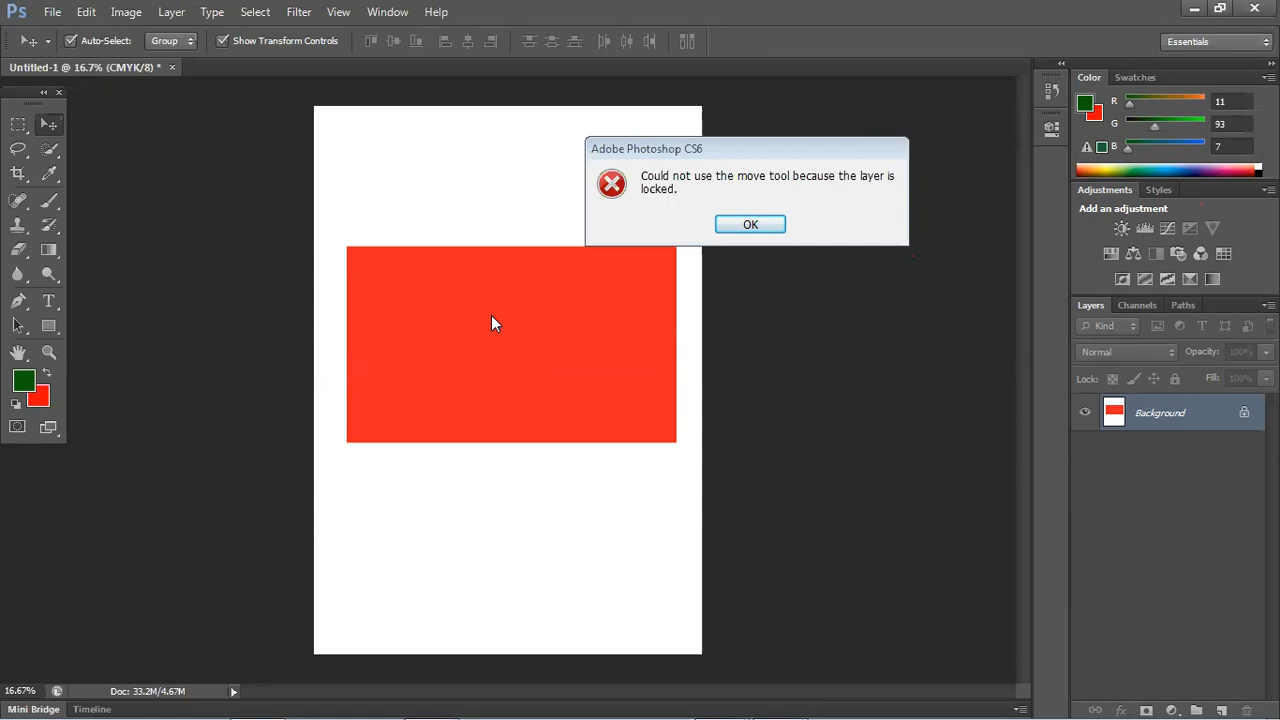 Ps File Edit Image Layer Type Select Filter View Window Help
Auto-Select: Group Show Transform Controls Essentials
Untitled-1 @ 16.7% (CMYK/8) * ×
Color Swatches
R 11
G 93
B 7
Adobe Photoshop CS6
Could not use the move tool because the layer is
locked.
OK
Adjustments Styles
Add an adjustment
Layers Channels Paths
Kind
Normal Opacity: 100%
Lock: Fill: 100%
Background
16.67% Doc: 33.2M/4.67M
Mini Bridge Timeline